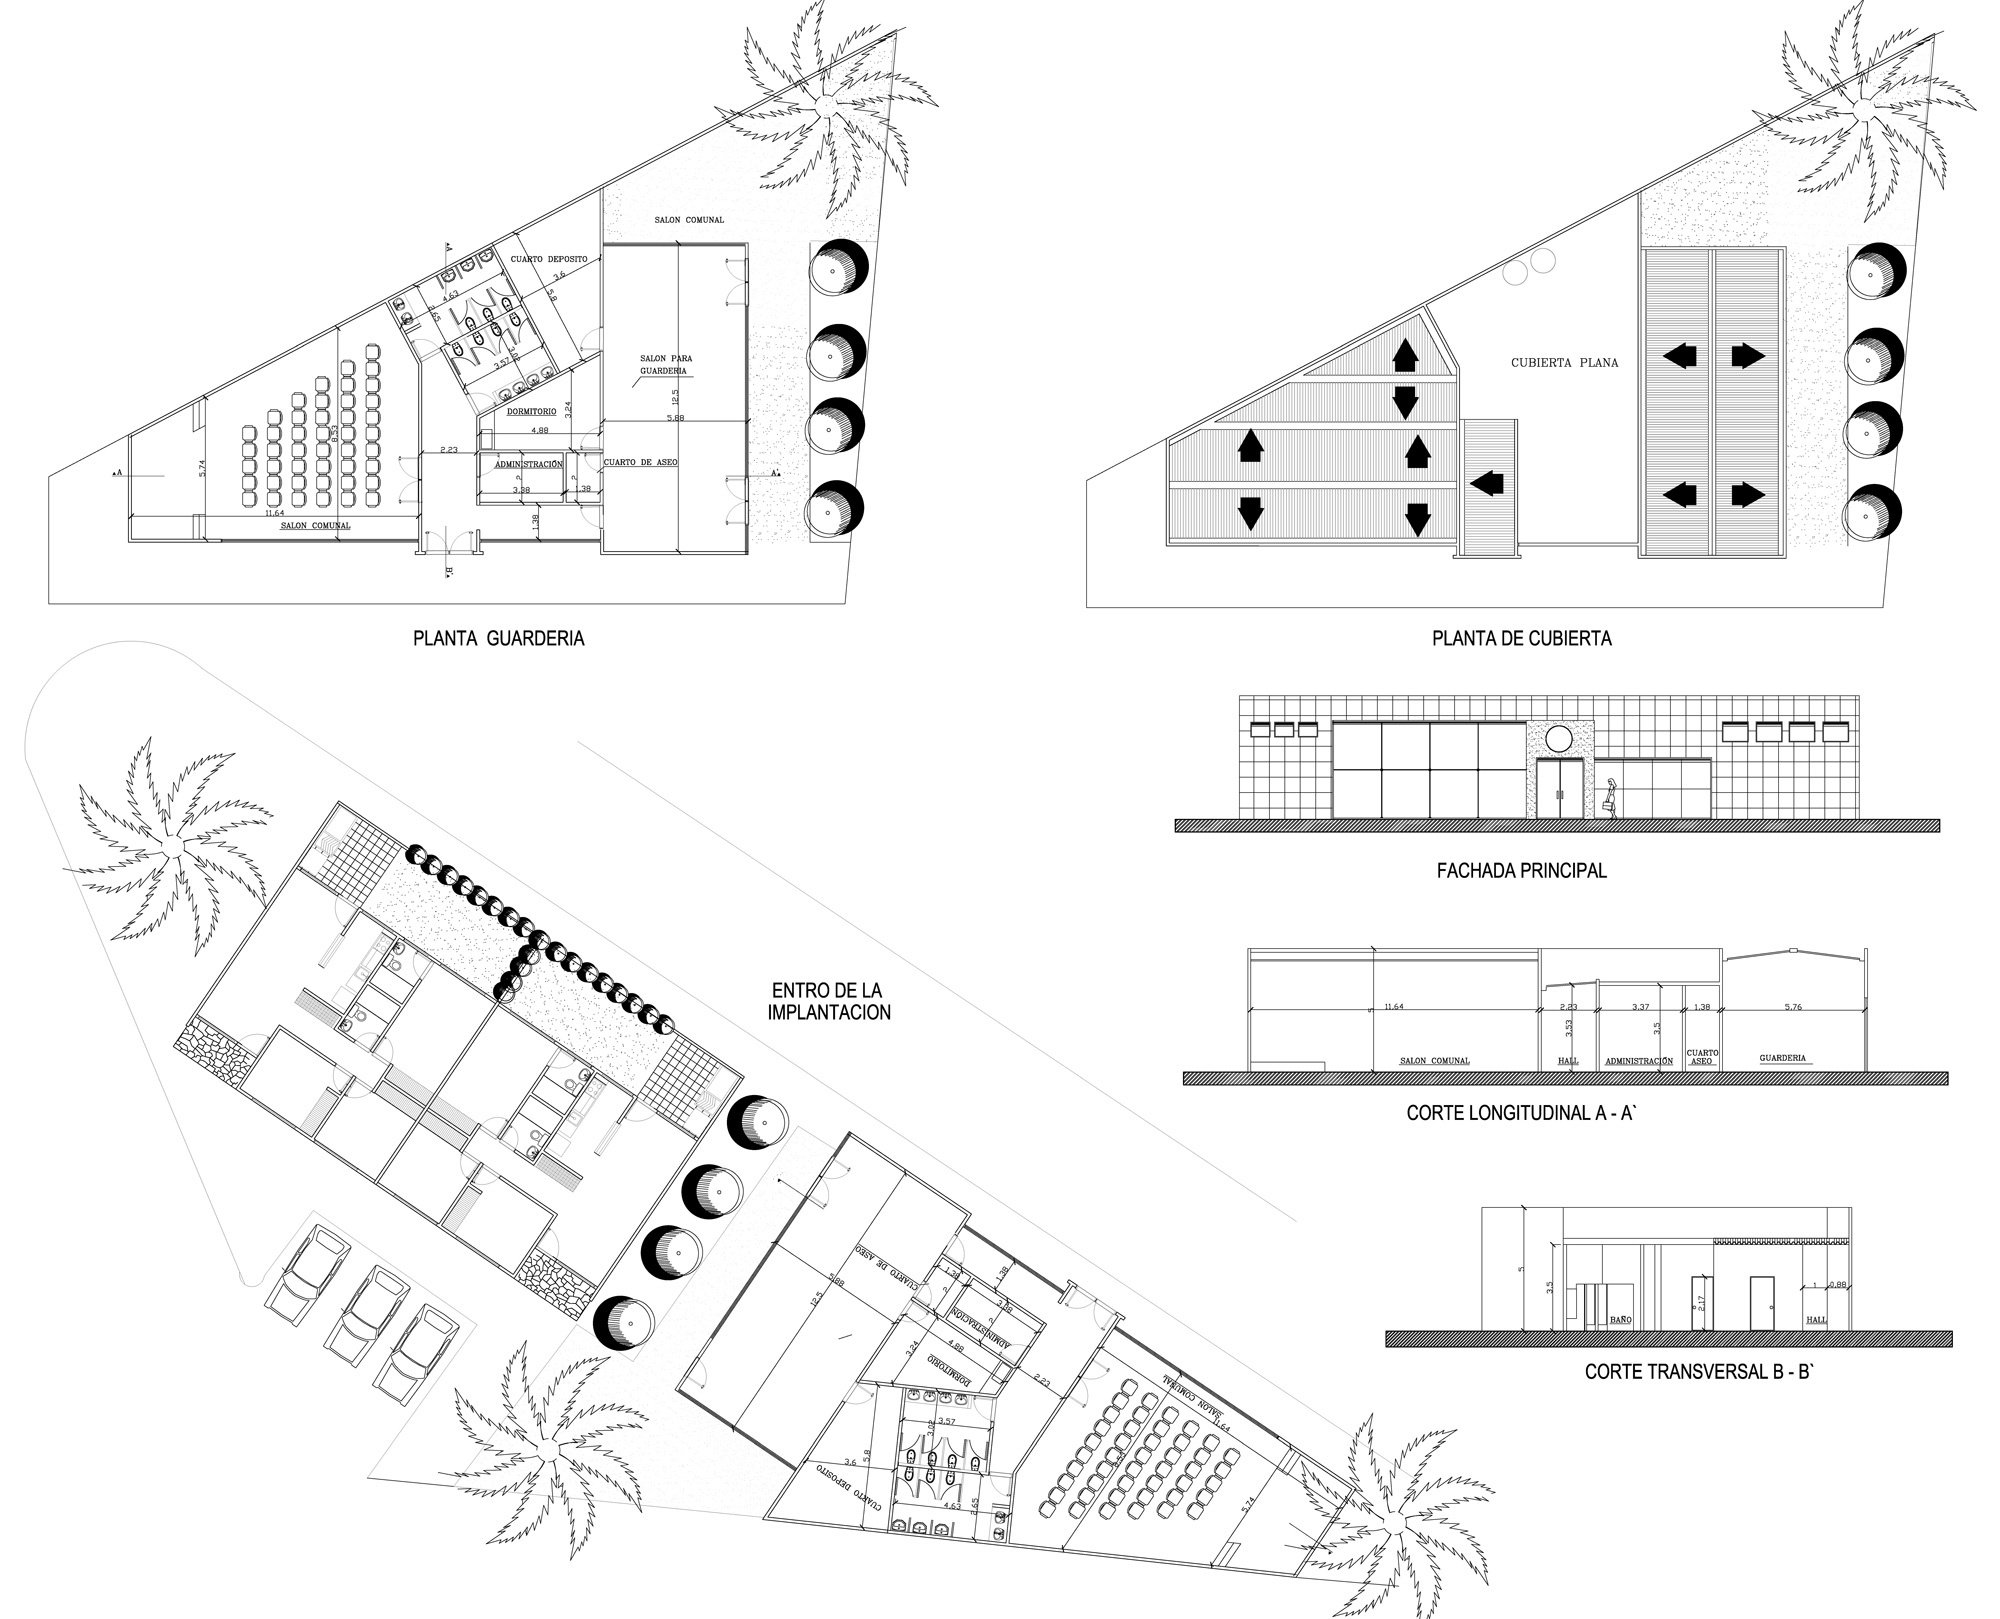 SALON COMUNAL
A
CUARTO DEPOSITO
3.6
5.8
4.63
2.65
3.02
3.57
SALON PARA
GUARDERIA
12.5
5.88
DORMITORIO
3.24
4.88
8.53
5.74
2.23
ADMINISTRACIÓN
CUARTO DE ASEO
A
A'
2
2
3.38
1.38
11.64
SALON COMUNAL
1.38
B'
PLANTA GUARDERIA
CUBIERTA PLANA
PLANTA DE CUBIERTA
FACHADA PRINCIPAL
ENTRO DE LA
IMPLANTACION
11.64
2.23
3.37
1.38
5.76
5
3.53
3.5
SALON COMUNAL
HALL
ADMINISTRACIÓN
CUARTO
ASEO
GUARDERIA
CORTE LONGITUDINAL A - A`
5
3.5
2.17
1
0.88
BAÑO
HALL
CORTE TRANSVERSAL B - B`
CUARTO DE ASEO
5.88
12.5
1.38
1.38
2
3.38
ADMINISTRACIÓN
4.88
3.24
DORMITORIO
2.23
SALON COMUNAL
11.64
3.57
3.02
5.8
3.6
CUARTO DEPOSITO
4.63
2.65
5.74